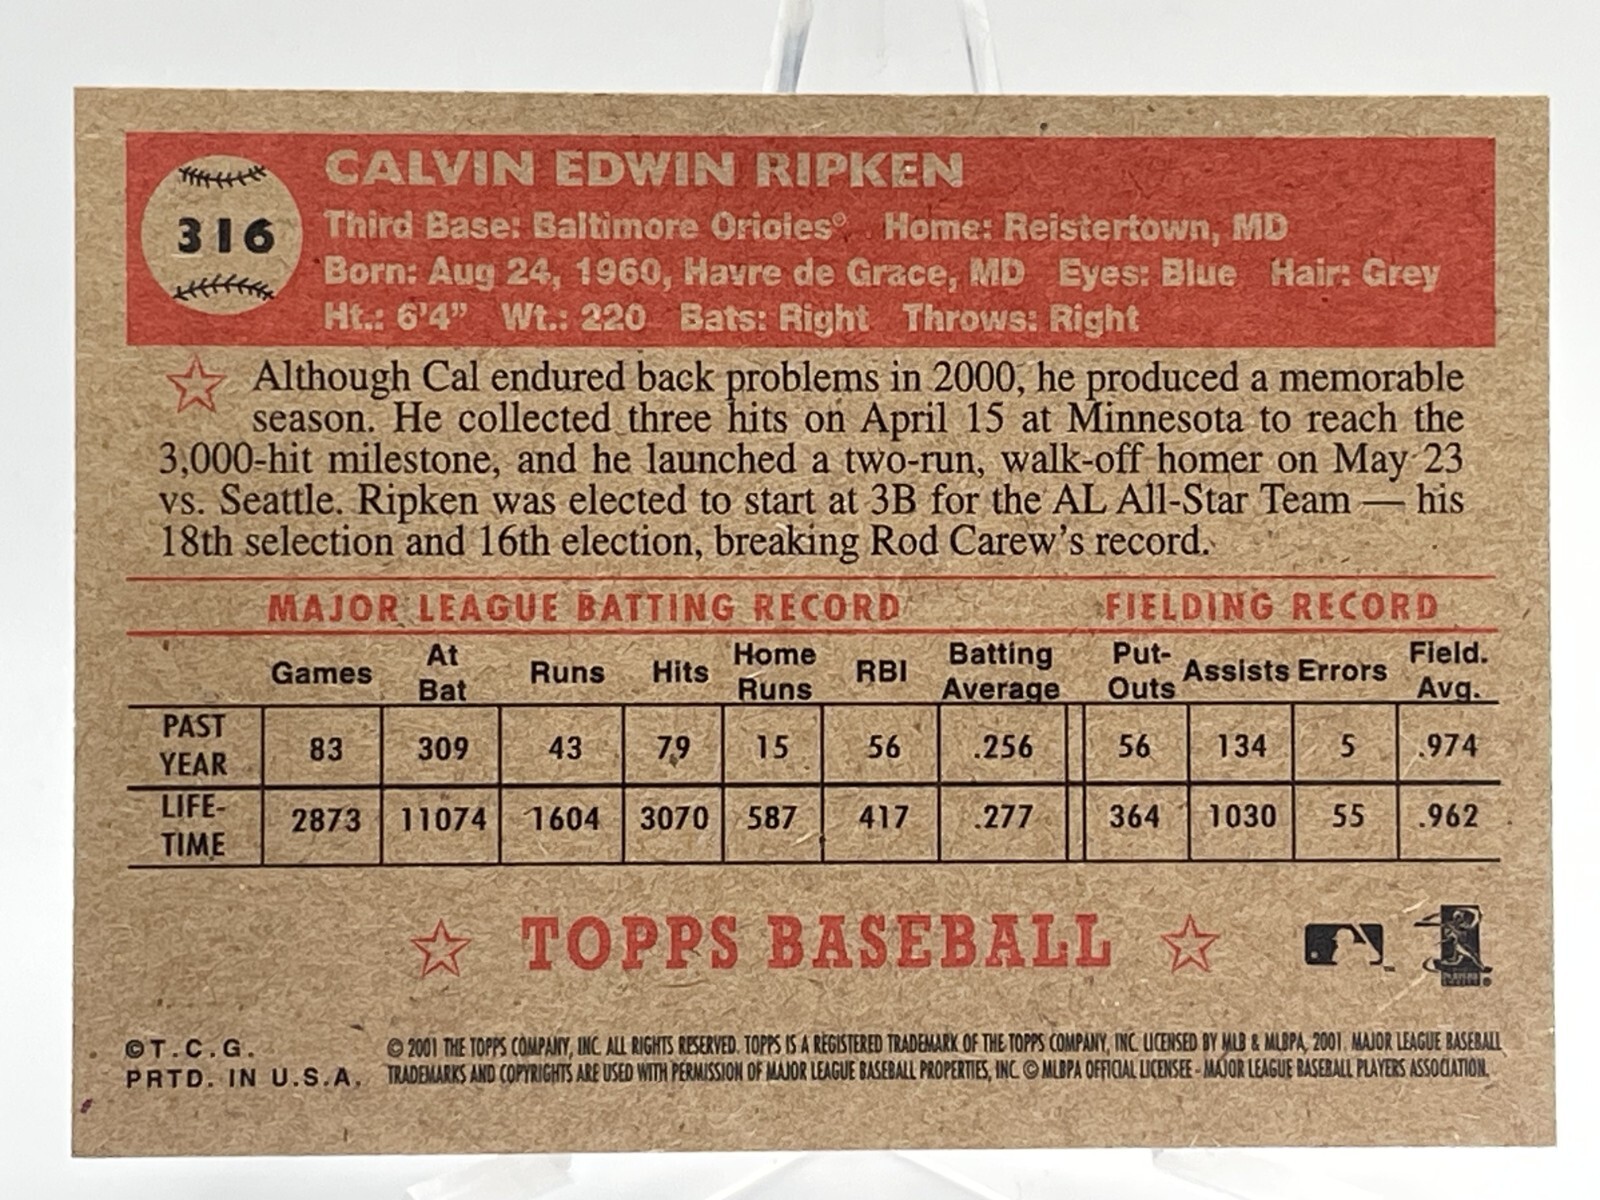 316
CALVIN EDWIN RIPKEN
Third Base: Baltimore Orioles® Home: Reistertown, MD
Born: Aug 24, 1960, Havre de Grace, MD Eyes: Blue Hair: Grey
Ht.: 6'4” Wt.: 220 Bats: Right Throws: Right
Although Cal endured back problems in 2000, he produced a memorable
season. He collected three hits on April 15 at Minnesota to reach the
3,000-hit milestone, and he launched a two-run, walk-off homer on May 23
vs. Seattle. Ripken was elected to start at 3B for the AL All-Star Team — his
18th selection and 16th election, breaking Rod Carew’s record.
MAJOR LEAGUE BATTING RECORD FIELDING RECORD
Games At Bat Runs Hits Home Runs RBI Batting Average Put-Outs Assists Errors Field. Avg.
PAST YEAR 83 309 43 79 15 56 .256 56 134 5 .974
LIFE-TIME 2873 11074 1604 3070 587 417 .277 364 1030 55 .962
TOPPS BASEBALL
©T.C.G.
PRTD. IN U.S.A.
© 2001 THE TOPPS COMPANY, INC. ALL RIGHTS RESERVED. TOPPS IS A REGISTERED TRADEMARK OF THE TOPPS COMPANY, INC. LICENSED BY MLB & MLBPA, 2001. MAJOR LEAGUE BASEBALL
TRADEMARKS AND COPYRIGHTS ARE USED WITH PERMISSION OF MAJOR LEAGUE BASEBALL PROPERTIES, INC. © MLBPA OFFICIAL LICENSEE - MAJOR LEAGUE BASEBALL PLAYERS ASSOCIATION.